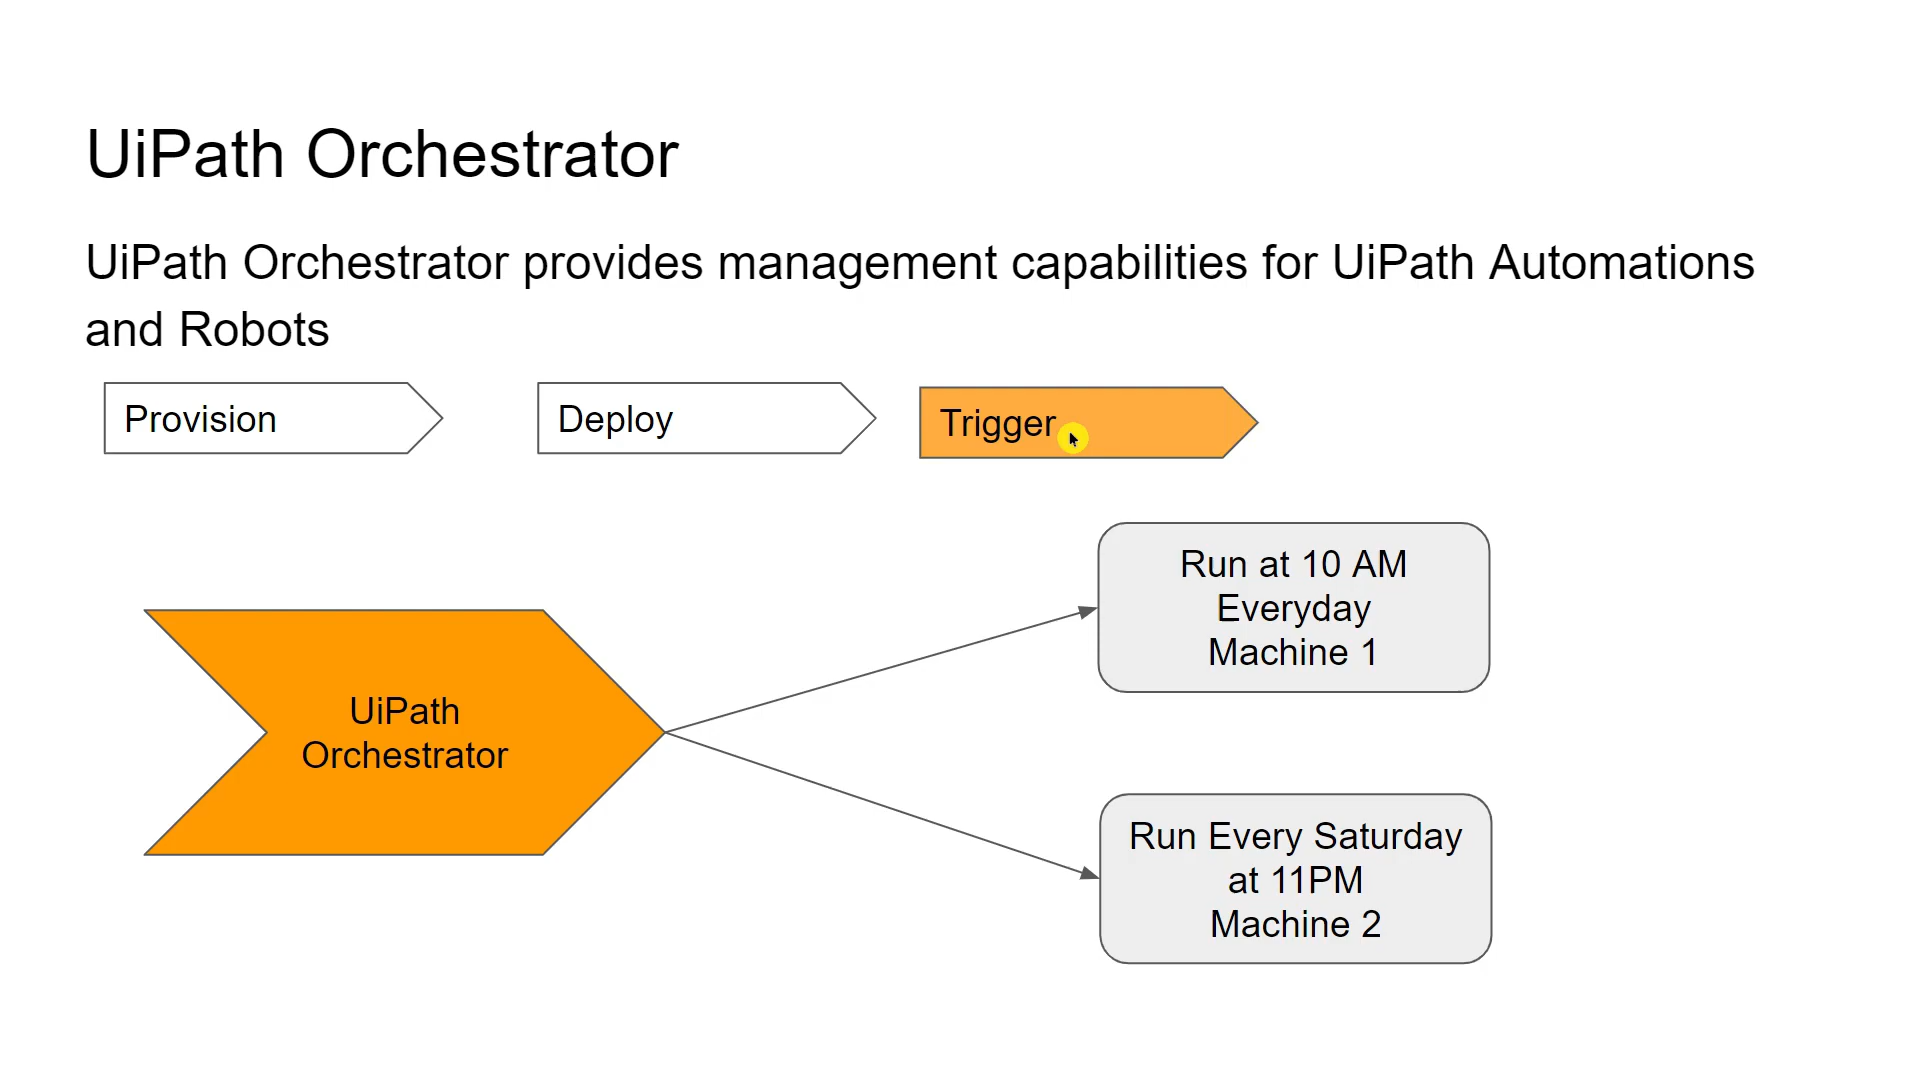 UiPath Orchestrator
UiPath Orchestrator provides management capabilities for UiPath Automations
and Robots
Provision
Deploy
Trigger
UiPath
Orchestrator
Run at 10 AM
Everyday
Machine 1
Run Every Saturday
at 11PM
Machine 2